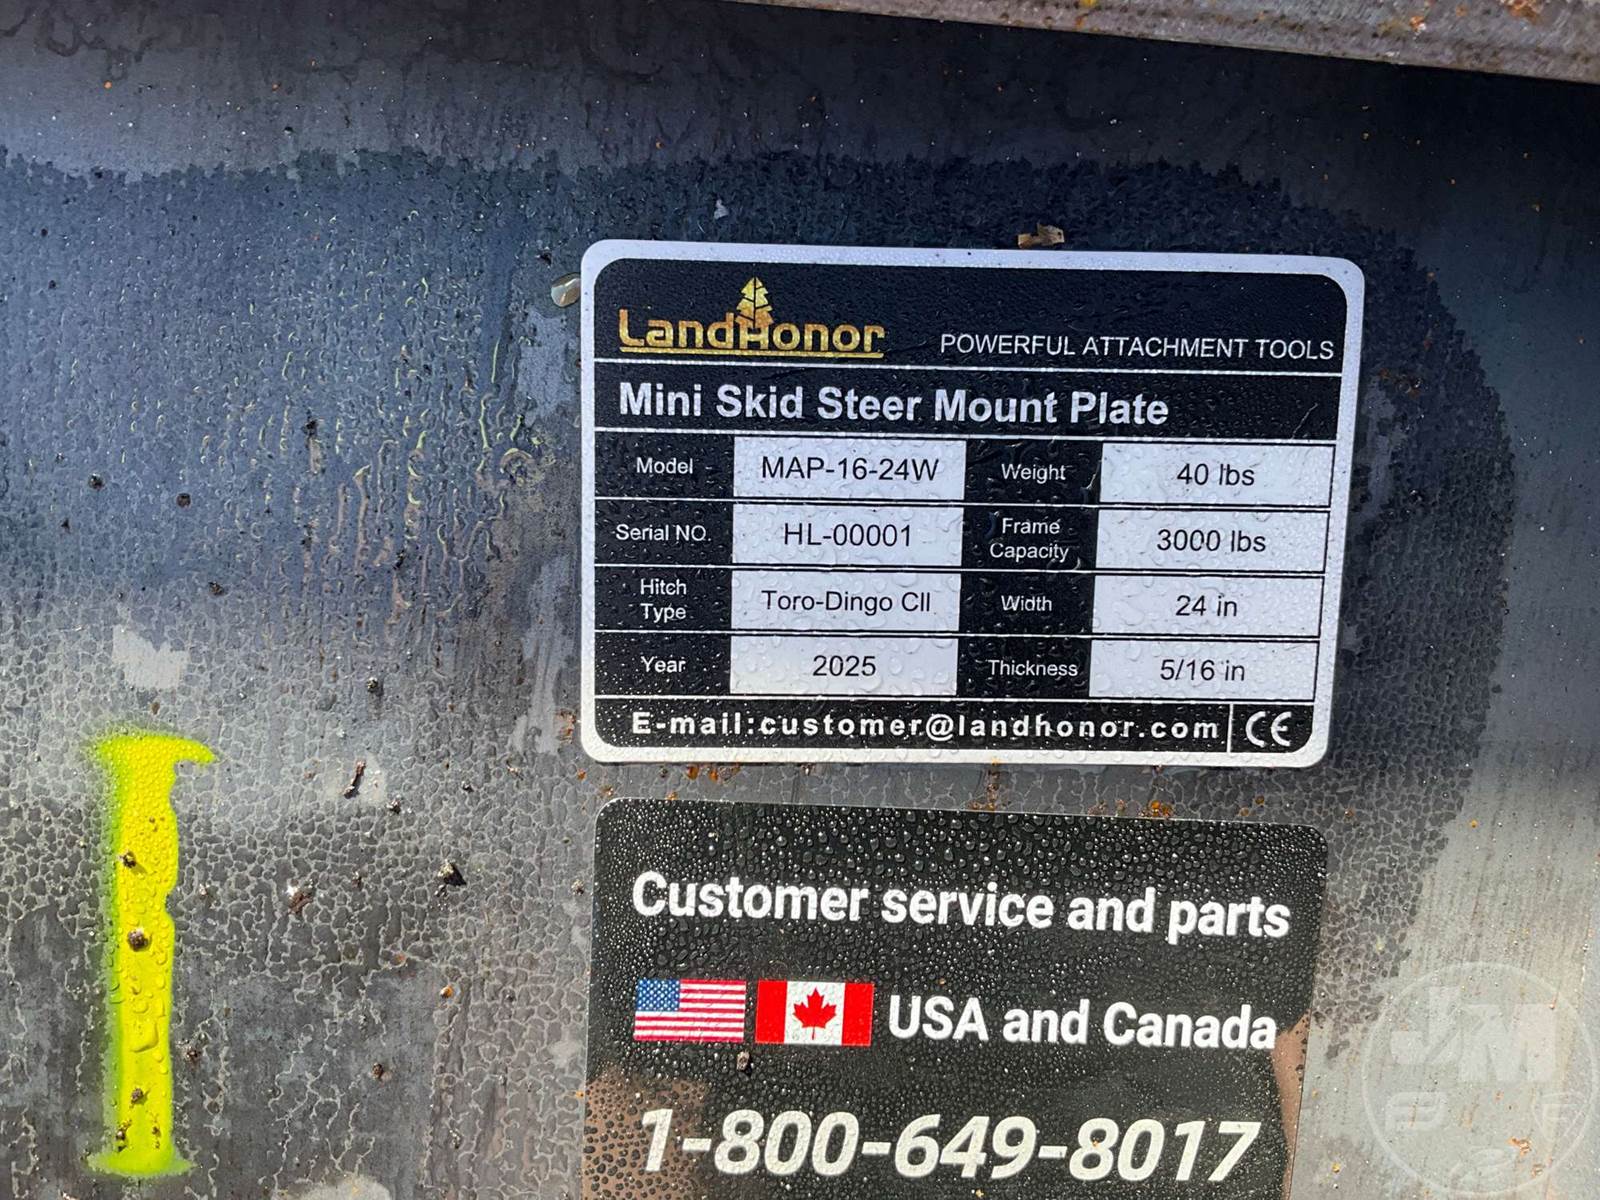 LandHonor
POWERFUL ATTACHMENT TOOLS
Mini Skid Steer Mount Plate
Model MAP-16-24W Weight 40 lbs
Serial NO. HL-00001 Frame Capacity 3000 lbs
Hitch Type Toro-Dingo CII Width 24 in
Year 2025 Thickness 5/16 in
E-mail:customer@landhonor.com CE
Customer service and parts
USA and Canada
1-800-649-8017